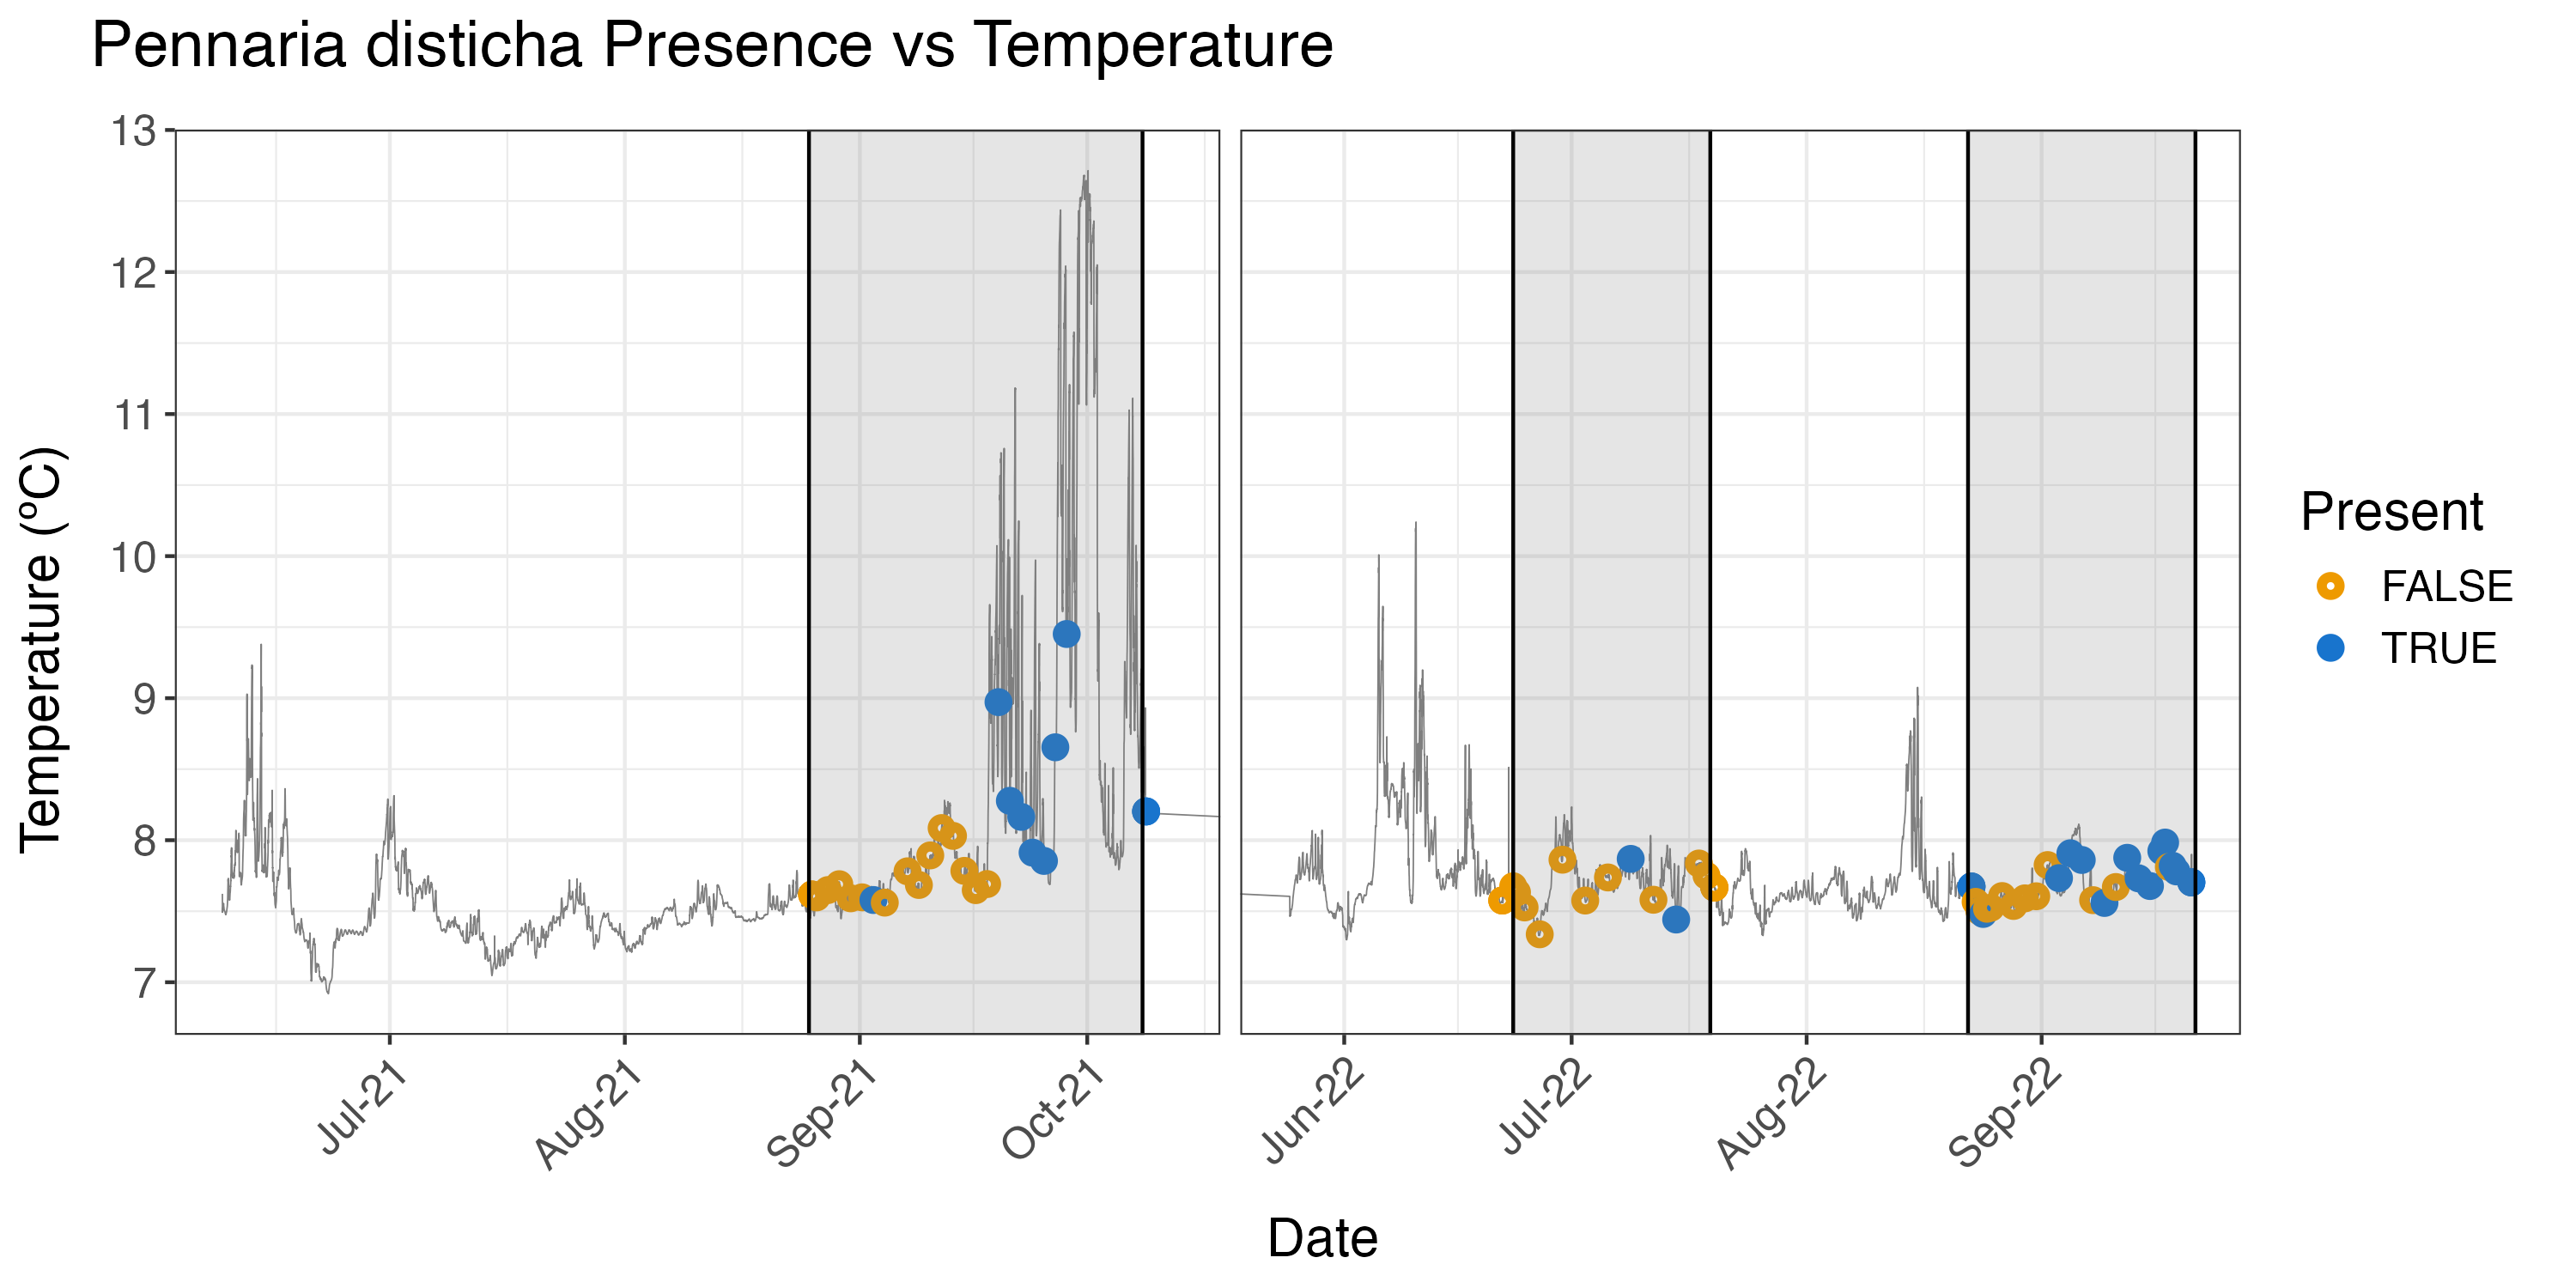 Pennaria disticha Presence vs Temperature
Temperature (ºC)
13
12
11
10
9
8
7
Jul-21
Aug-21
Sep-21
Oct-21
Jun-22
Jul-22
Aug-22
Sep-22
Date
Present
FALSE
TRUE